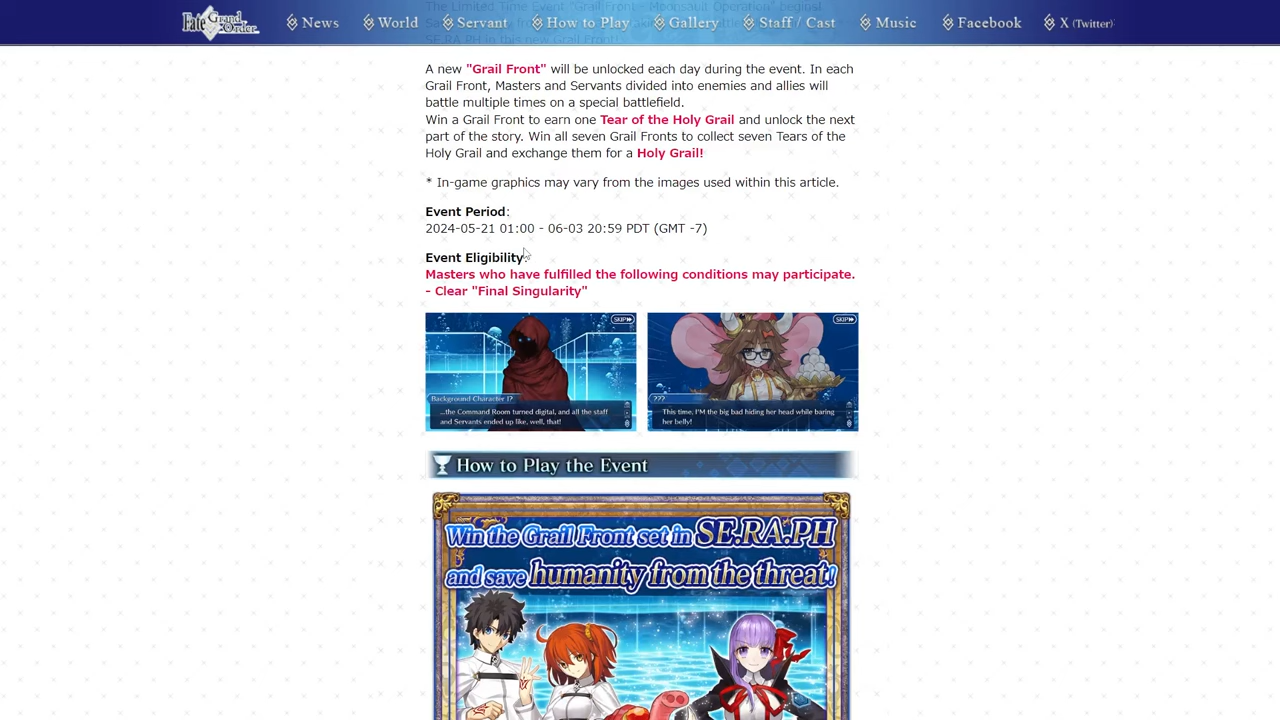 The Limited Time Event "Grail Front - Moonsault Operation" begins!
Fate Grand Order News World Servant How to Play Gallery Staff / Cast Music Facebook X (Twitter)
SE.RA.PH in this new Grail Front!
A new "Grail Front" will be unlocked each day during the event. In each
Grail Front, Masters and Servants divided into enemies and allies will
battle multiple times on a special battlefield.
Win a Grail Front to earn one Tear of the Holy Grail and unlock the next
part of the story. Win all seven Grail Fronts to collect seven Tears of the
Holy Grail and exchange them for a Holy Grail!
* In-game graphics may vary from the images used within this article.
Event Period:
2024-05-21 01:00 - 06-03 20:59 PDT (GMT -7)
Event Eligibility:
Masters who have fulfilled the following conditions may participate.
- Clear "Final Singularity"
SKIP
Background Character I?
...the Command Room turned digital, and all the staff
and Servants ended up like, well, that!
SKIP
???
This time, I'M the big bad hiding her head while baring
her belly!
How to Play the Event
Win the Grail Front set in SE.RA.PH
and save humanity from the threat!